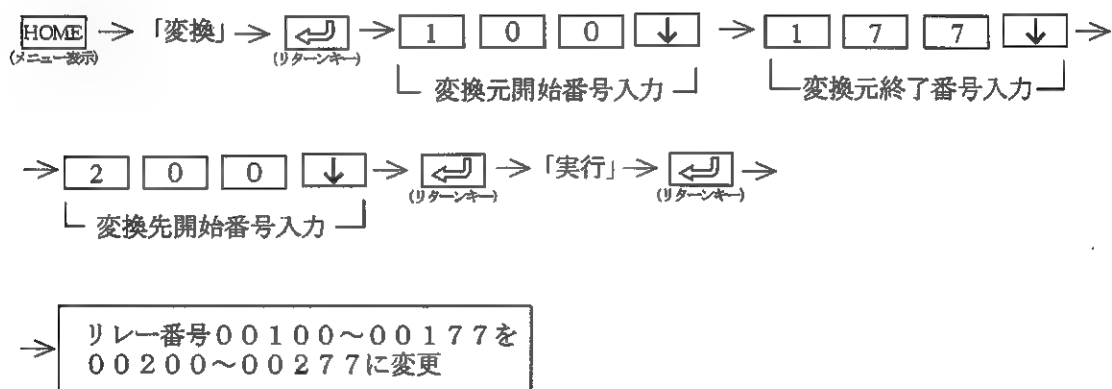 HOME → 「変換」 → ↵ → 1 0 0 ↓ → 1 7 7 ↓ →
(メニュー表示) (リターンキー)
変換元開始番号入力 変換元終了番号入力
→ 2 0 0 ↓ → ↵ → 「実行」 → ↵ →
(リターンキー) (リターンキー)
変換先開始番号入力
→ リレー番号00100~00177を
00200~00277に変更